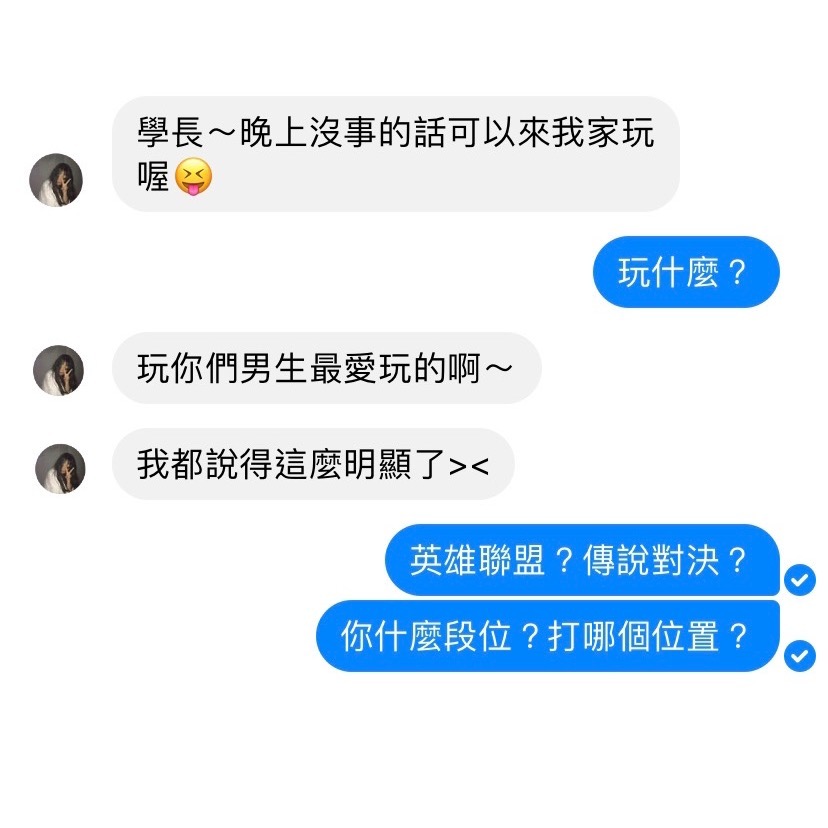 學長～晚上沒事的話可以來我家玩
喔😝
玩什麼？
玩你們男生最愛玩的啊～
我都說得這麼明顯了><
英雄聯盟？傳說對決？
你什麼段位？打哪個位置？